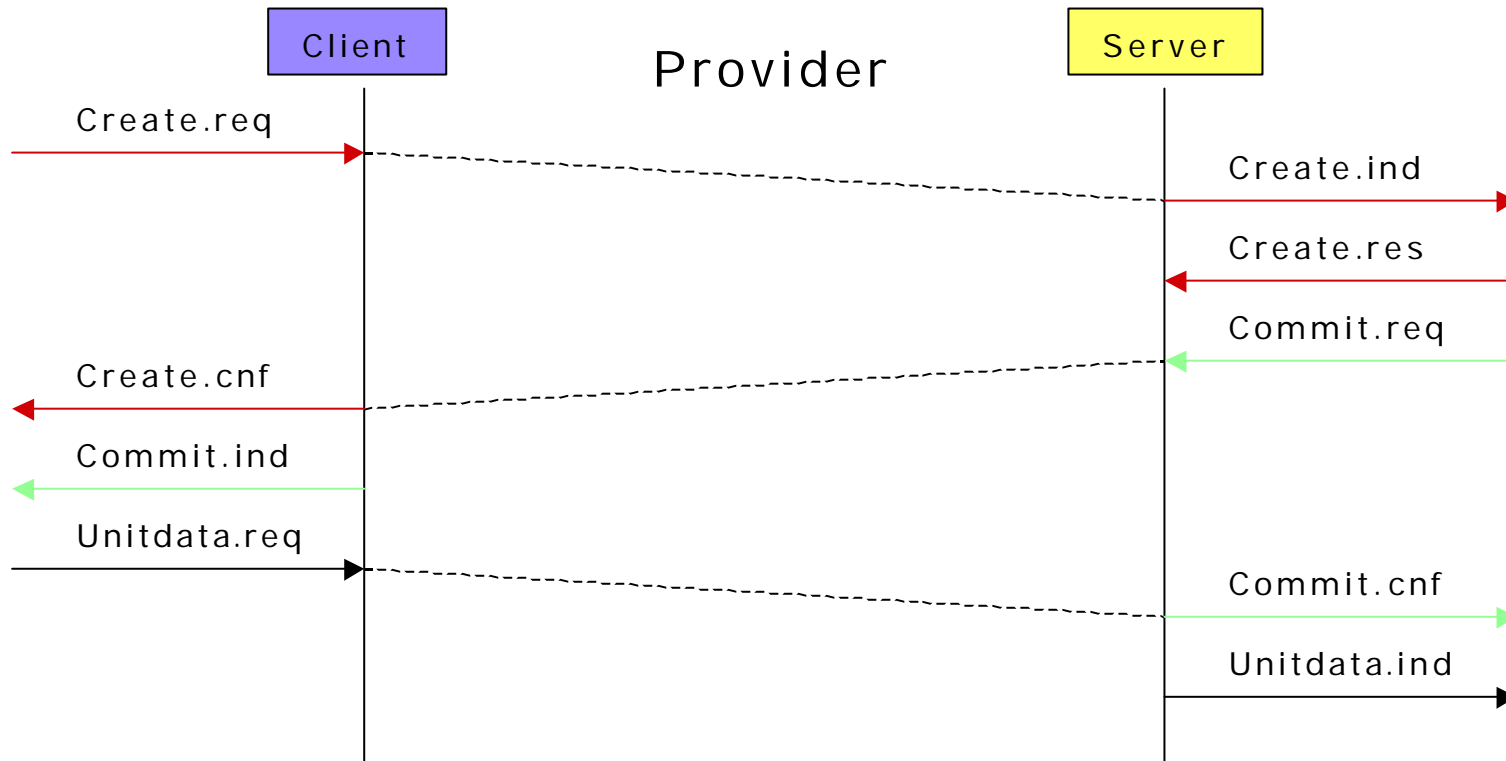 Client
Server
Provider
Create.req
Create.ind
Create.res
Commit.req
Create.cnf
Commit.ind
Unitdata.req
Commit.cnf
Unitdata.ind